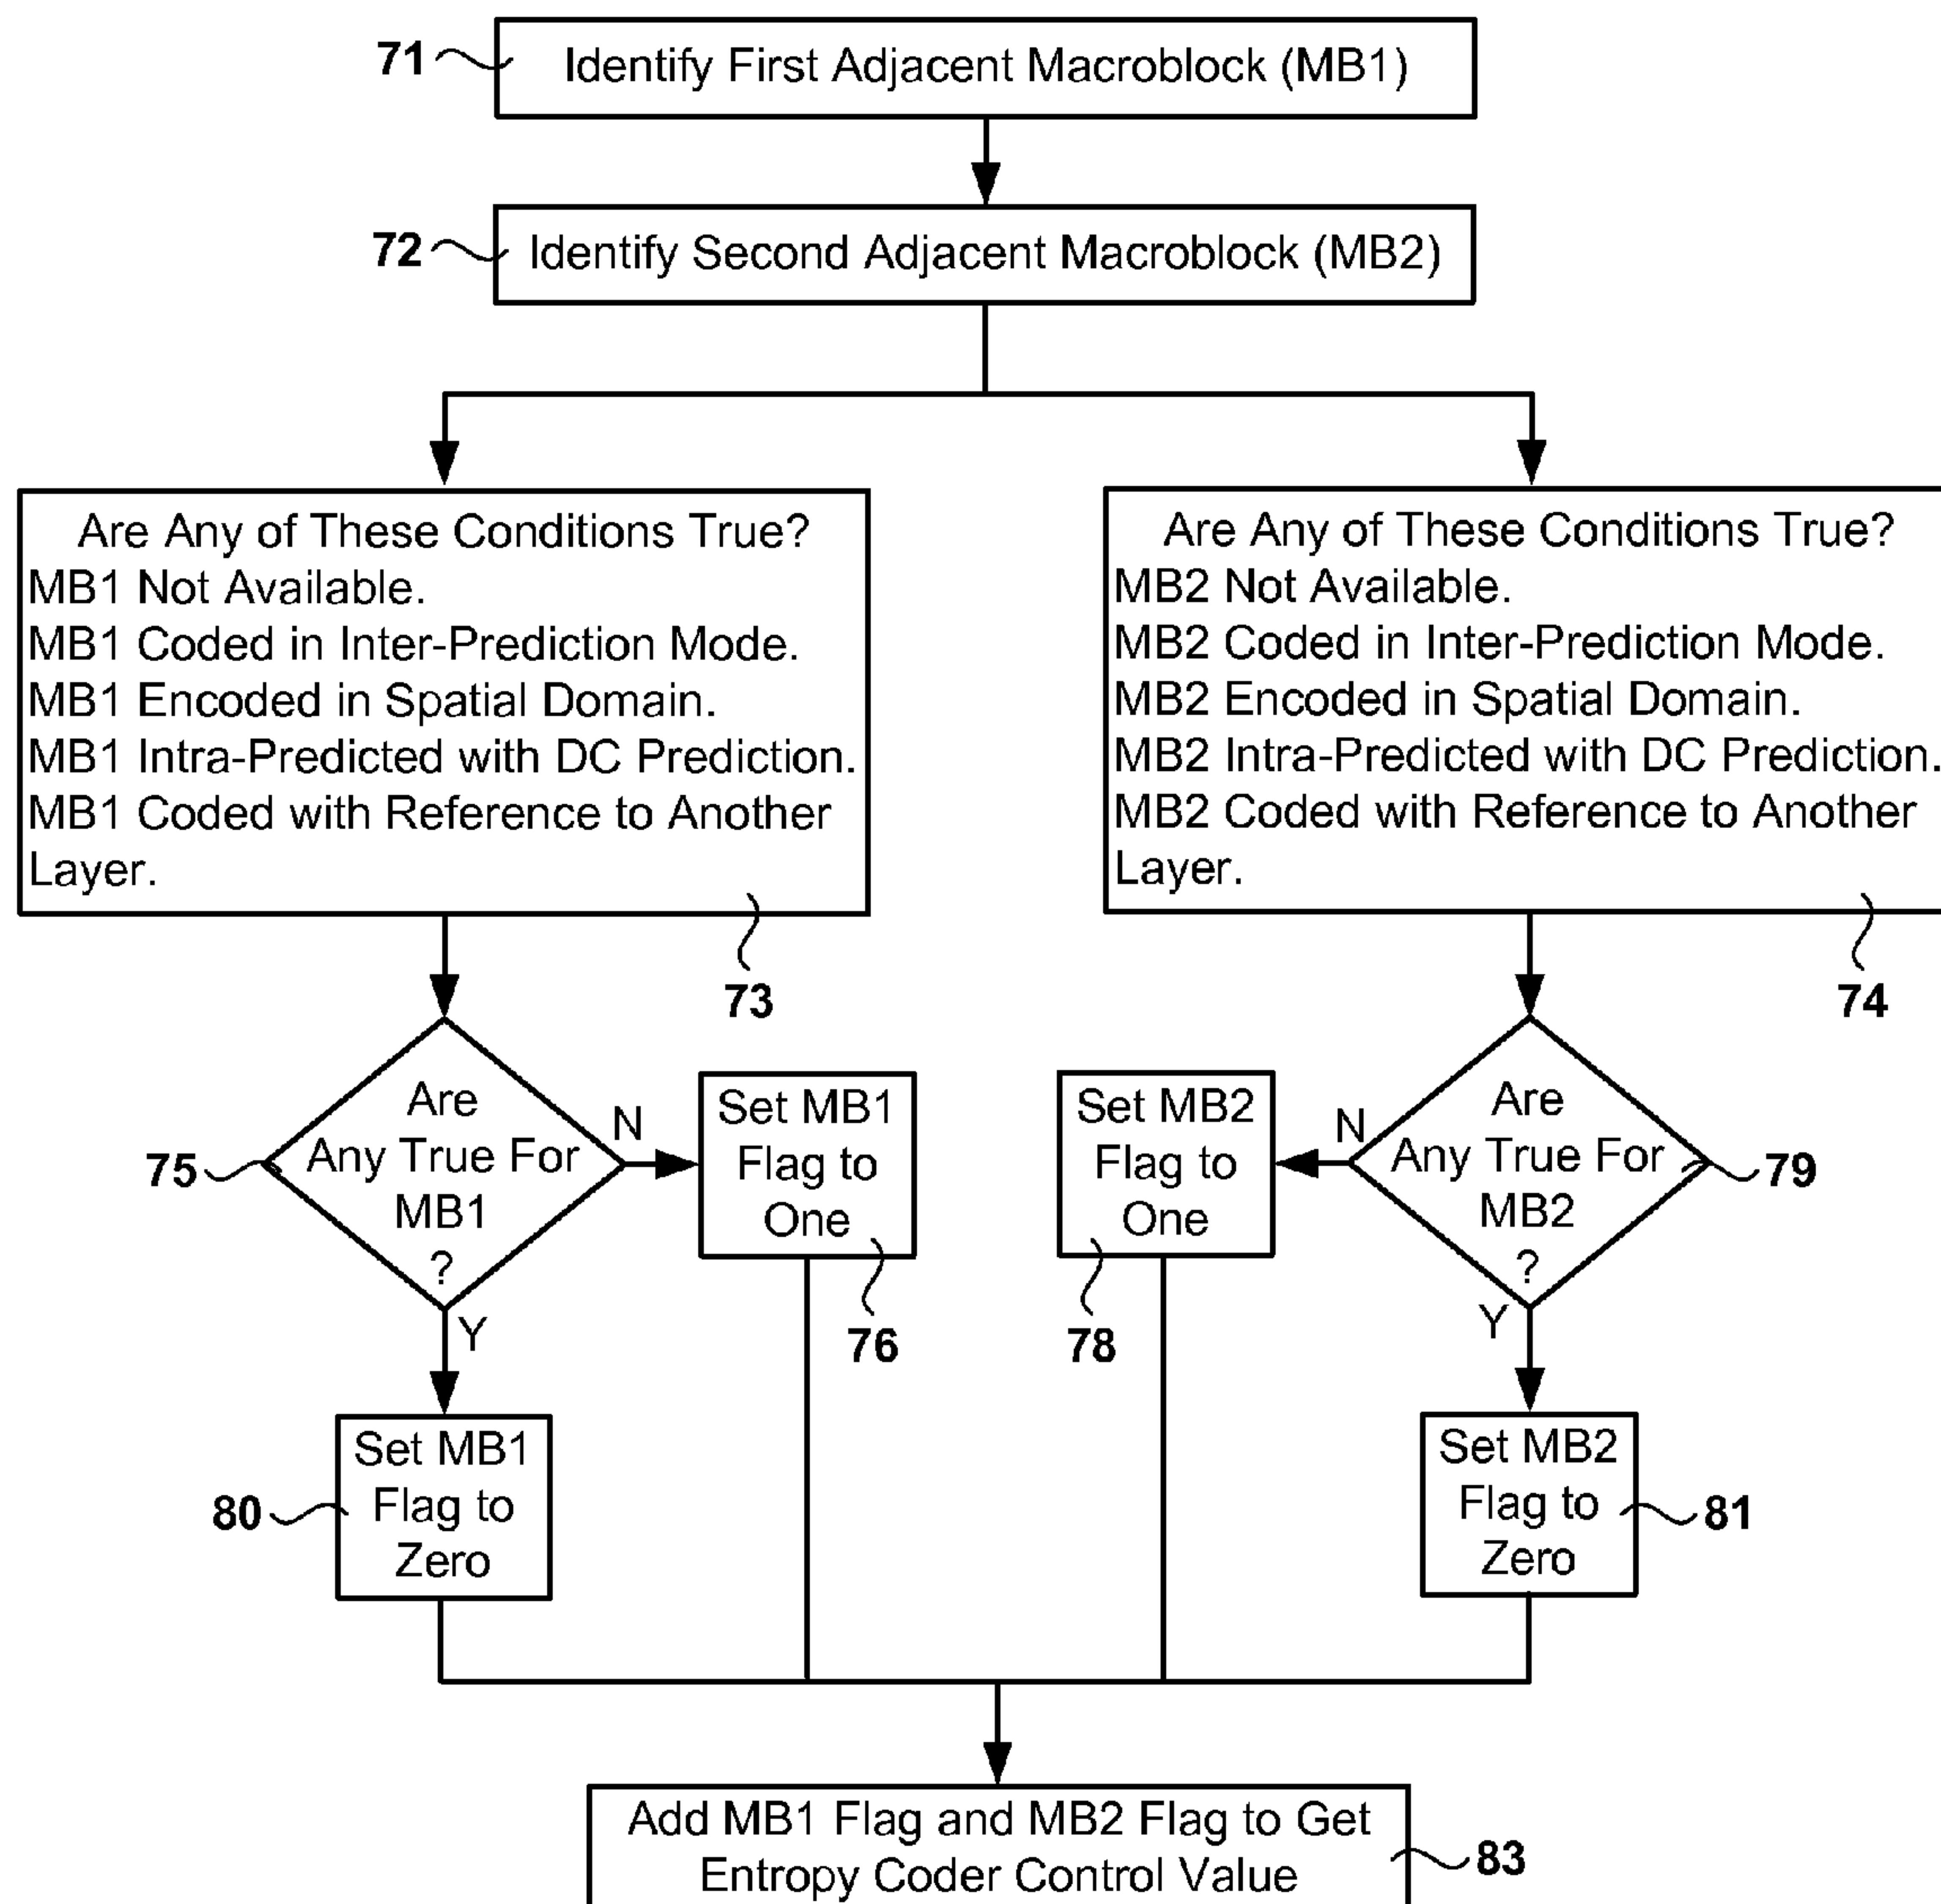 71
Identify First Adjacent Macroblock (MB1)
72
Identify Second Adjacent Macroblock (MB2)
Are Any of These Conditions True?
MB1 Not Available.
MB1 Coded in Inter-Prediction Mode.
MB1 Encoded in Spatial Domain.
MB1 Intra-Predicted with DC Prediction.
MB1 Coded with Reference to Another
Layer.
73
Are Any of These Conditions True?
MB2 Not Available.
MB2 Coded in Inter-Prediction Mode.
MB2 Encoded in Spatial Domain.
MB2 Intra-Predicted with DC Prediction.
MB2 Coded with Reference to Another
Layer.
74
75
Are
Any True For
MB1
?
N
Y
Set MB1
Flag to
One
76
Set MB2
Flag to
One
78
Are
Any True For
MB2
?
N
Y
79
80
Set MB1
Flag to
Zero
Set MB2
Flag to
Zero
81
Add MB1 Flag and MB2 Flag to Get
Entropy Coder Control Value
83